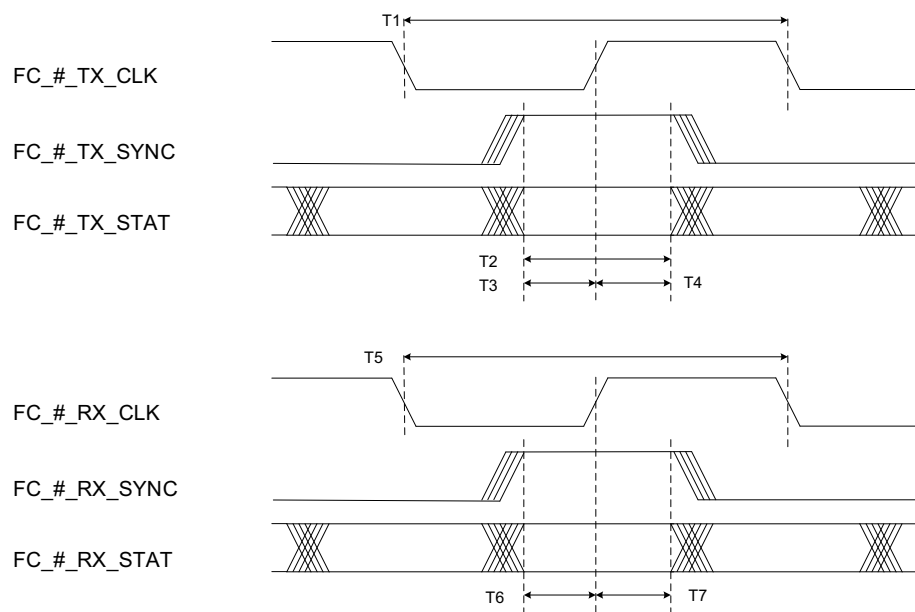 T1
FC_#_TX_CLK
FC_#_TX_SYNC
FC_#_TX_STAT
T2
T3 T4
T5
FC_#_RX_CLK
FC_#_RX_SYNC
FC_#_RX_STAT
T6 T7